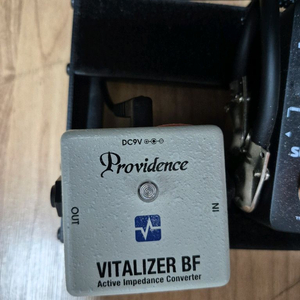 DC9V
Providence
OUT
IN
VITALIZER BF
Active Impedance Converter